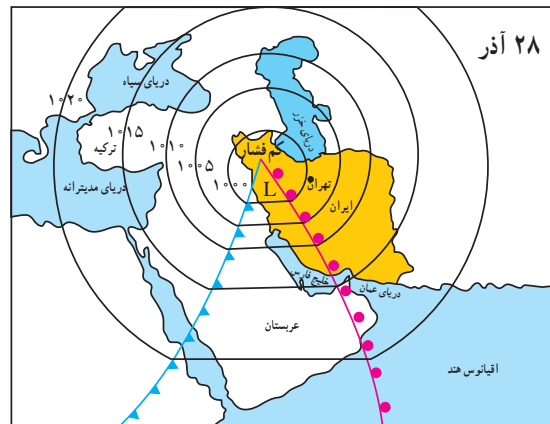 ۲۸ آذر
دریای سیاه
۱۰۲۰
۱۰۱۵
ترکیه
۱۰۱۰
۱۰۰۵
۱۰۰۰
دریای خزر
کم فشار
L
تهران
ایران
دریای مدیترانه
خلیج فارس
دریای عمان
عربستان
اقیانوس هند